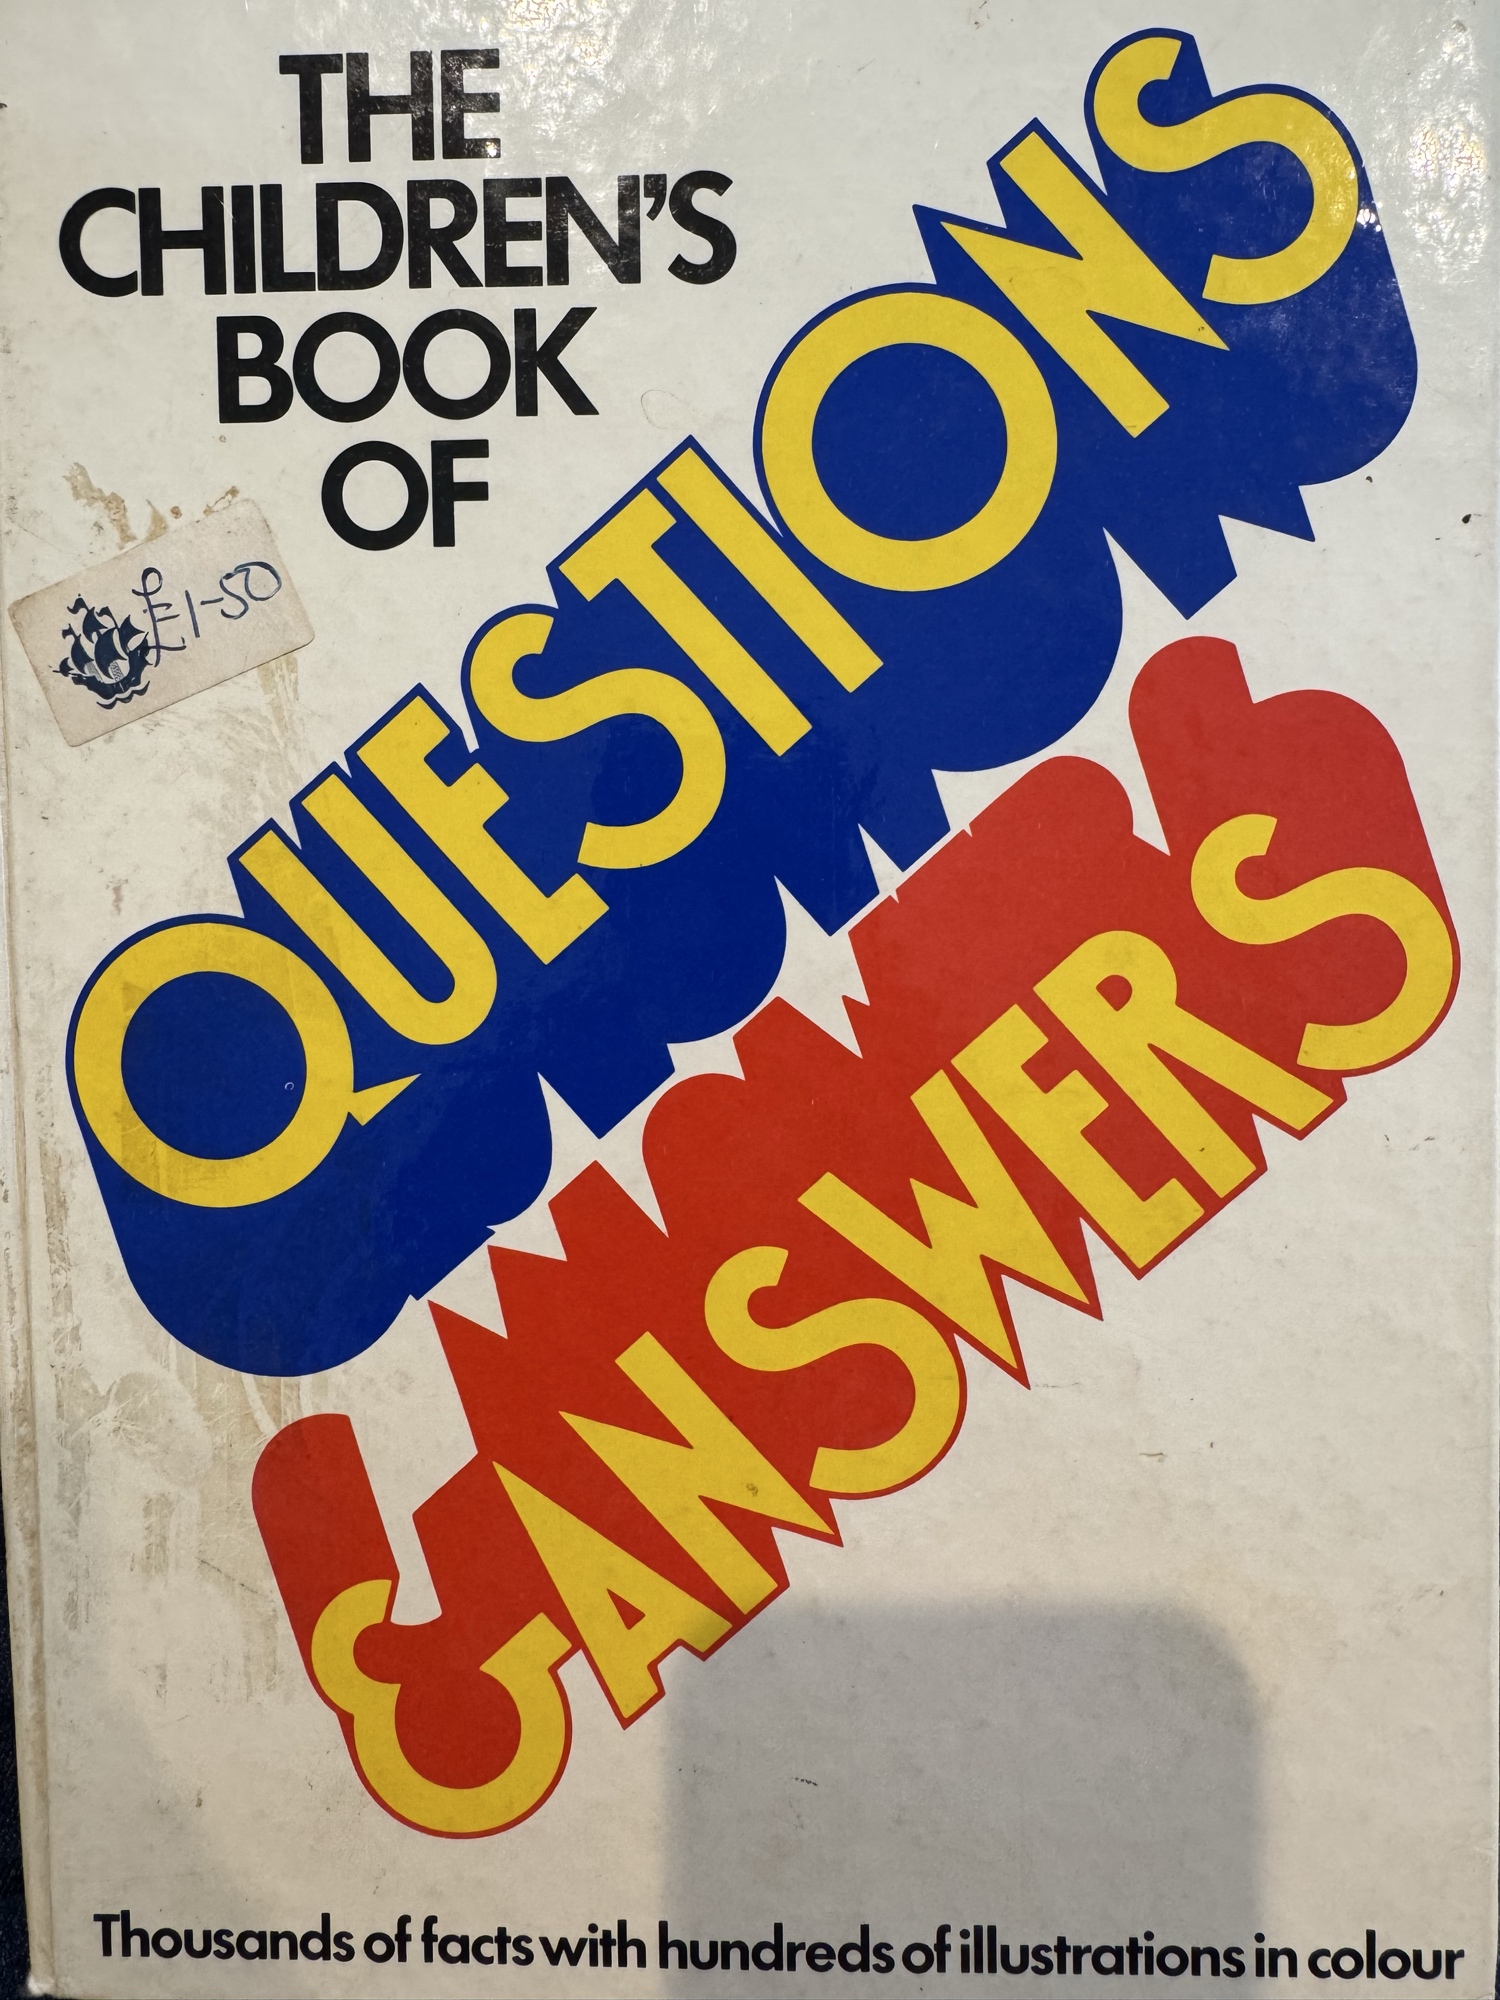 THE
CHILDREN'S
BOOK
OF
£1-50
QUESTIONS
& ANSWERS
Thousands of facts with hundreds of illustrations in colour